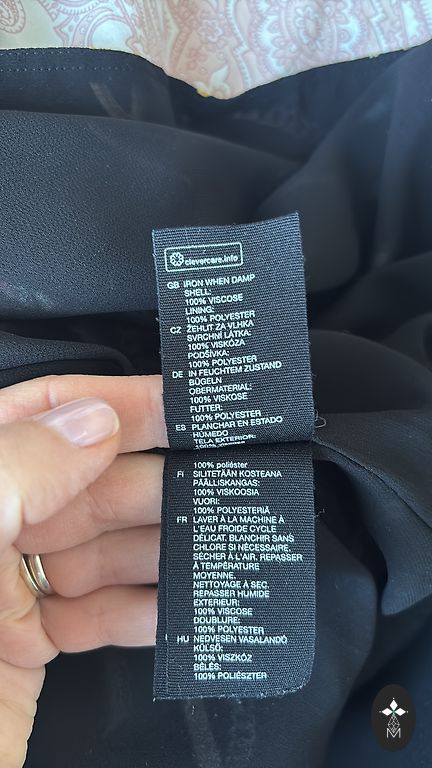 clevercare.info
GB IRON WHEN DAMP
SHELL:
100% VISCOSE
LINING:
100% POLYESTER
CZ ŽEHLIT ZA VLHKA
SVRCHNÍ LÁTKA:
100% VISKÓZA
PODŠÍVKA:
100% POLYESTER
DE IN FEUCHTEM ZUSTAND
BÜGELN
OBERMATERIAL:
100% VISKOSE
FUTTER:
100% POLYESTER
ES PLANCHAR EN ESTADO
HÚMEDO
TELA EXTERIOR:
100% poliéster
FI SILITETÄÄN KOSTEANA
PÄÄLLISKANGAS:
100% VISKOOSIA
VUORI:
100% POLYESTERIÄ
FR LAVER À LA MACHINE À
L'EAU FROIDE CYCLE
DÉLICAT. BLANCHIR SANS
CHLORE SI NÉCESSAIRE.
SÉCHER À L'AIR. REPASSER
À TEMPÉRATURE
MOYENNE.
NETTOYAGE À SEC.
REPASSER HUMIDE
EXTERIEUR:
100% VISCOSE
DOUBLURE:
100% POLYESTER
HU NEDVESEN VASALANDÓ
KÜLSŐ:
100% VISZKÓZ
BÉLÉS:
100% POLIÉSZTER
M